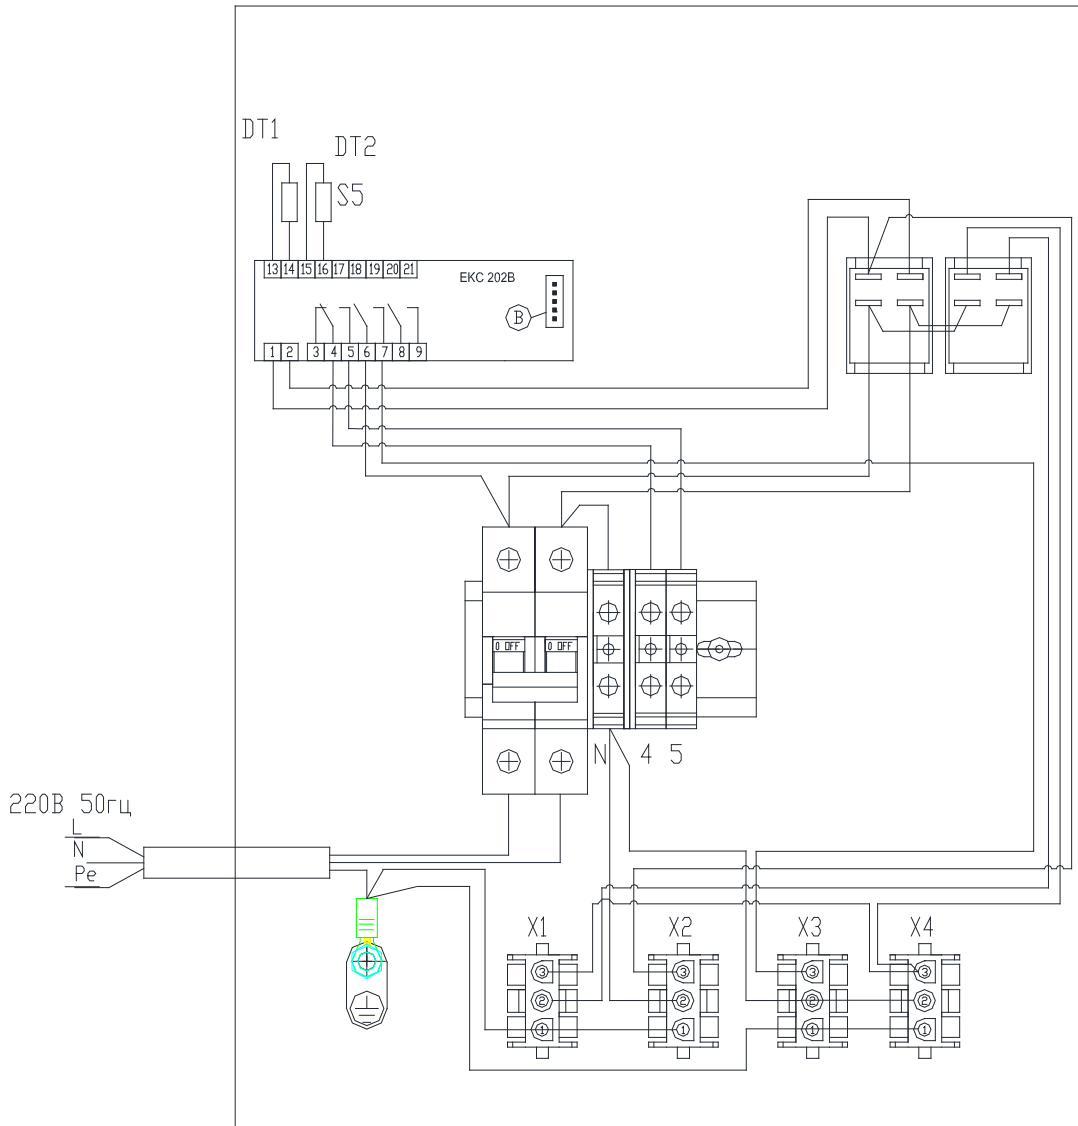 DT1
DT2
S5
13 14 15 16 17 18 19 20 21
EKC 202B
B
1 2 3 4 5 6 7 8 9
0 OFF 0 OFF
N 4 5
220В 50гц
L
N
Pe
X1 X2 X3 X4
3 3 3 3
2 2 2 2
1 1 1 1